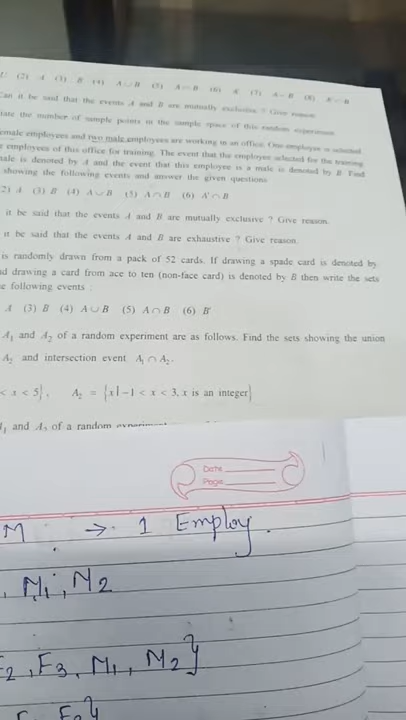 U (2) A (3) B (4) A ∪ B (5) A ∩ B (6) A' (7) A − B (8) A' ∩ B
Can it be said that the events A and B are mutually exclusive ? Give reason.
tate the number of sample points in the sample space of this random experiment
emale employees and two male employees are working in an office. One employee is selected
e employees of this office for training. The event that the employee selected for the training
nale is denoted by A and the event that this employee is a male is denoted by B. Find
showing the following events and answer the given questions
2) A (3) B (4) A ∪ B (5) A ∩ B (6) A' ∩ B
it be said that the events A and B are mutually exclusive ? Give reason.
it be said that the events A and B are exhaustive ? Give reason.
is randomly drawn from a pack of 52 cards. If drawing a spade card is denoted by
nd drawing a card from ace to ten (non-face card) is denoted by B then write the sets
e following events :
A (3) B (4) A ∪ B (5) A ∩ B (6) B'
A₁ and A₂ of a random experiment are as follows. Find the sets showing the union
A₂ and intersection event A₁ ∩ A₂.
< x < 5}, A₂ = {x | −1 < x < 3, x is an integer}
and A₂ of a random
Date
Page
M → 1 Employ.
, M₁, M₂
F₂, F₃, M₁, M₂}